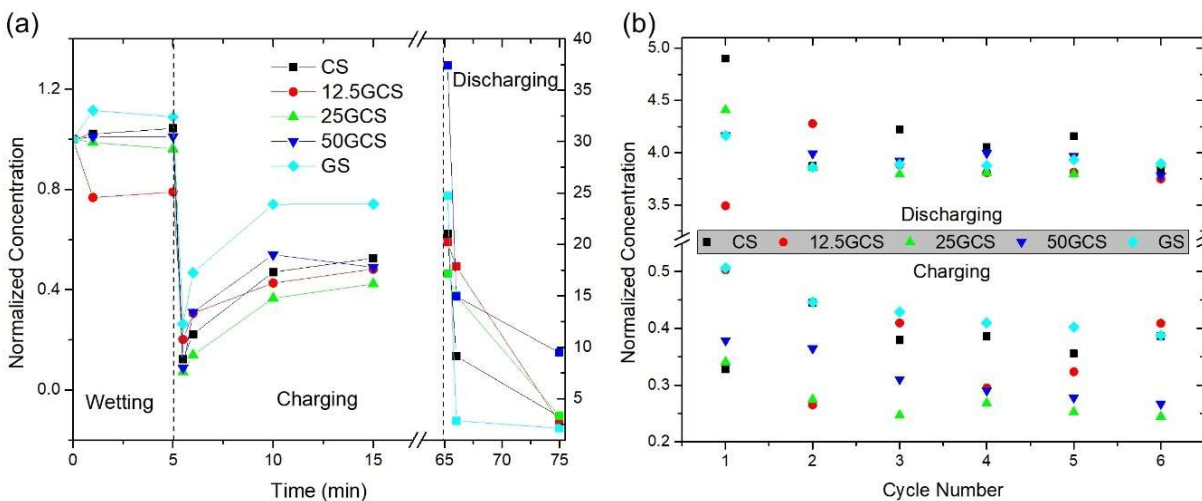 (a)
Normalized Concentration
1.2
0.8
0.4
0.0
CS
12.5GCS
25GCS
50GCS
GS
Wetting
Charging
Discharging
40
35
30
25
20
15
10
5
0 5 10 15 65 70 75
Time (min)
(b)
Normalized Concentration
5.0
4.5
4.0
3.5
0.5
0.4
0.3
0.2
Discharging
CS 12.5GCS 25GCS 50GCS GS
Charging
1 2 3 4 5 6
Cycle Number